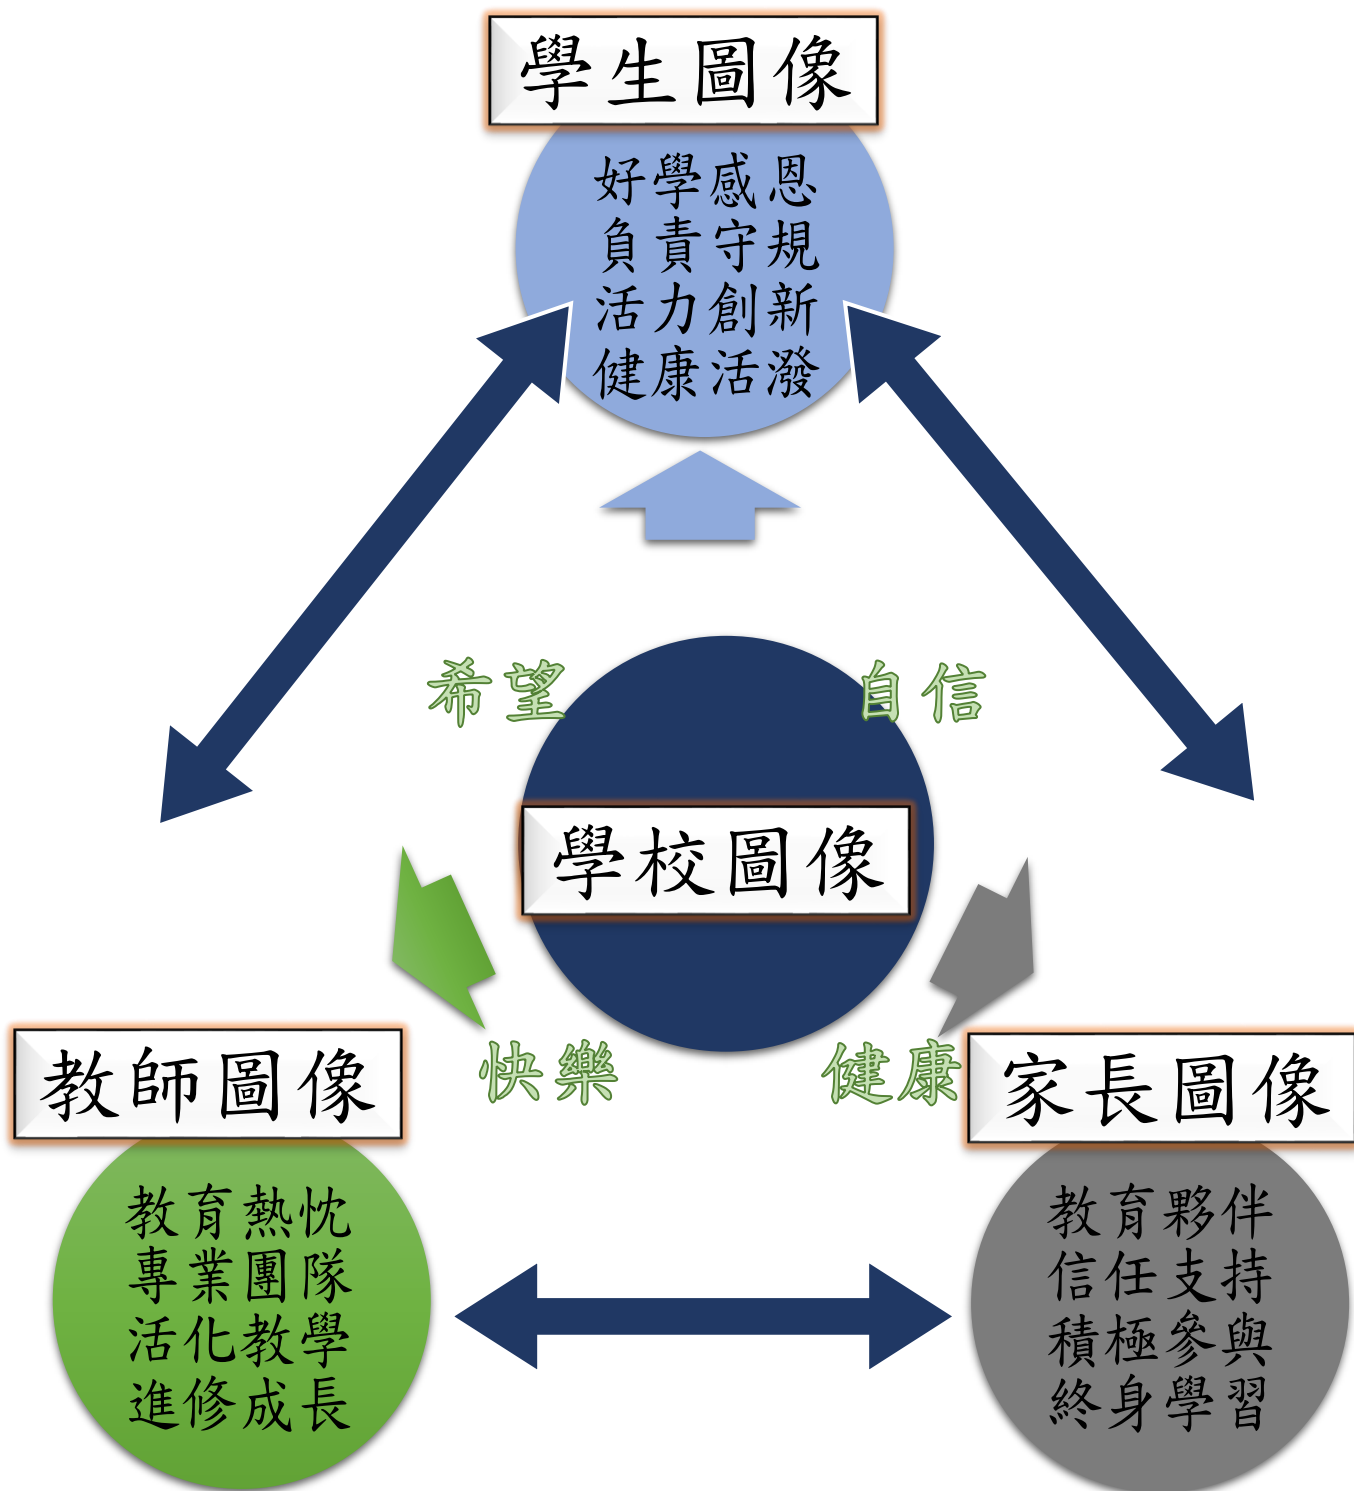 學生圖像
好學感恩
負責守規
活力創新
健康活潑
希望
自信
學校圖像
快樂
健康
教師圖像
教育熱忱
專業團隊
活化教學
進修成長
家長圖像
教育夥伴
信任支持
積極參與
終身學習